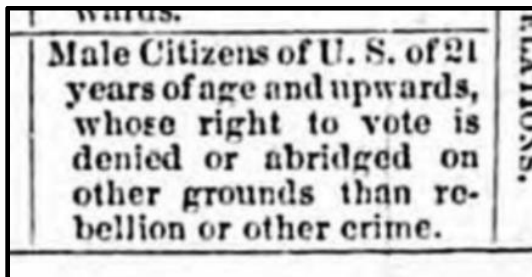 wards.
Male Citizens of U. S. of 21
years of age and upwards,
whose right to vote is
denied or abridged on
other grounds than re-
bellion or other crime.